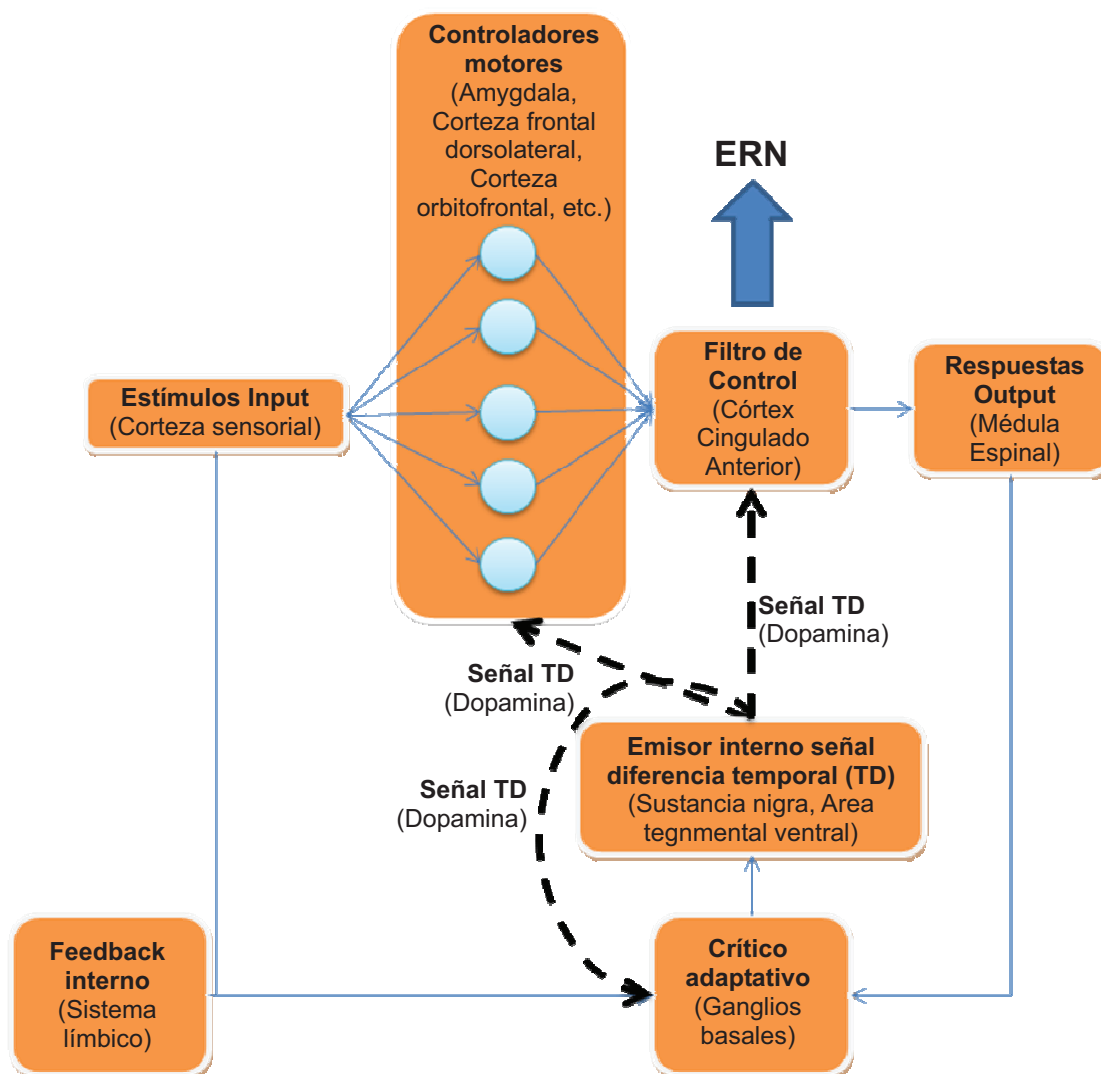 Controladores
motores
(Amygdala,
Corteza frontal
dorsolateral,
Corteza
orbitofrontal, etc.)
ERN
Estímulos Input
(Corteza sensorial)
Filtro de
Control
(Córtex
Cingulado
Anterior)
Respuestas
Output
(Médula
Espinal)
Señal TD
(Dopamina)
Señal TD
(Dopamina)
Señal TD
(Dopamina)
Emisor interno señal
diferencia temporal (TD)
(Sustancia nigra, Area
tegnmental ventral)
Feedback
interno
(Sistema
límbico)
Crítico
adaptativo
(Ganglios
basales)